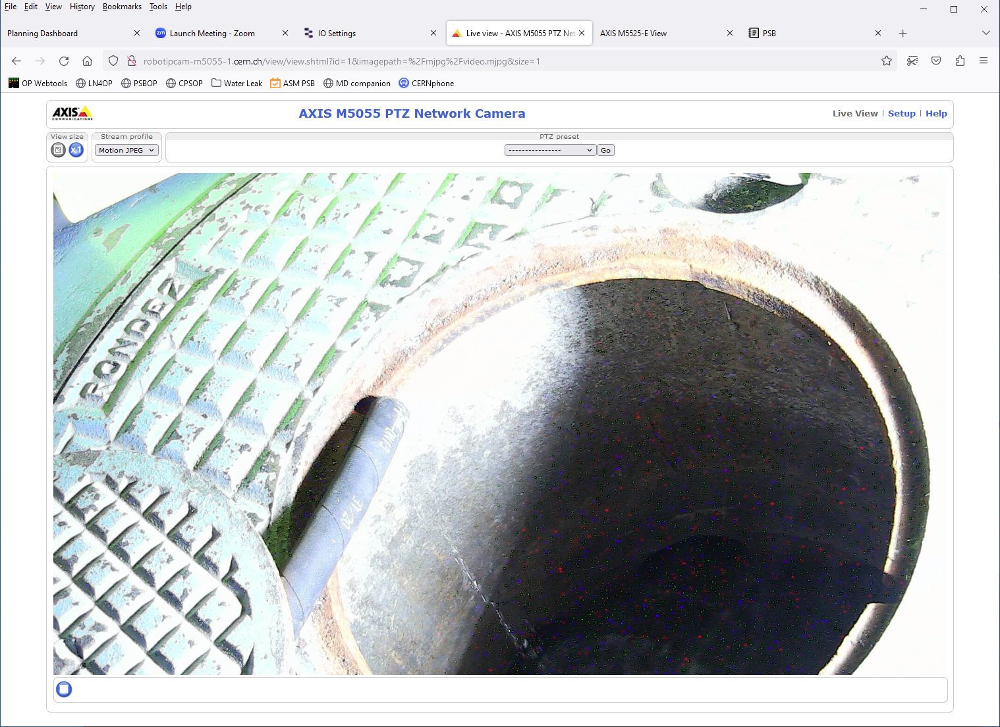 File Edit View History Bookmarks Tools Help
Planning Dashboard
zm Launch Meeting - Zoom
IO Settings
Live view - AXIS M5055 PTZ Net
AXIS M5525-E View
PSB
robotipcam-m5055-1.cern.ch/view/view.shtml?id=1&imagepath=%2Fmjpg%2Fvideo.mjpg&size=1
OP Webtools LN4OP PSBOP CPSOP Water Leak ASM PSB MD companion CERNphone
AXIS COMMUNICATIONS
AXIS M5055 PTZ Network Camera
Live View | Setup | Help
View size Stream profile PTZ preset
x1 Motion JPEG ---------------- Go
RONDEZ